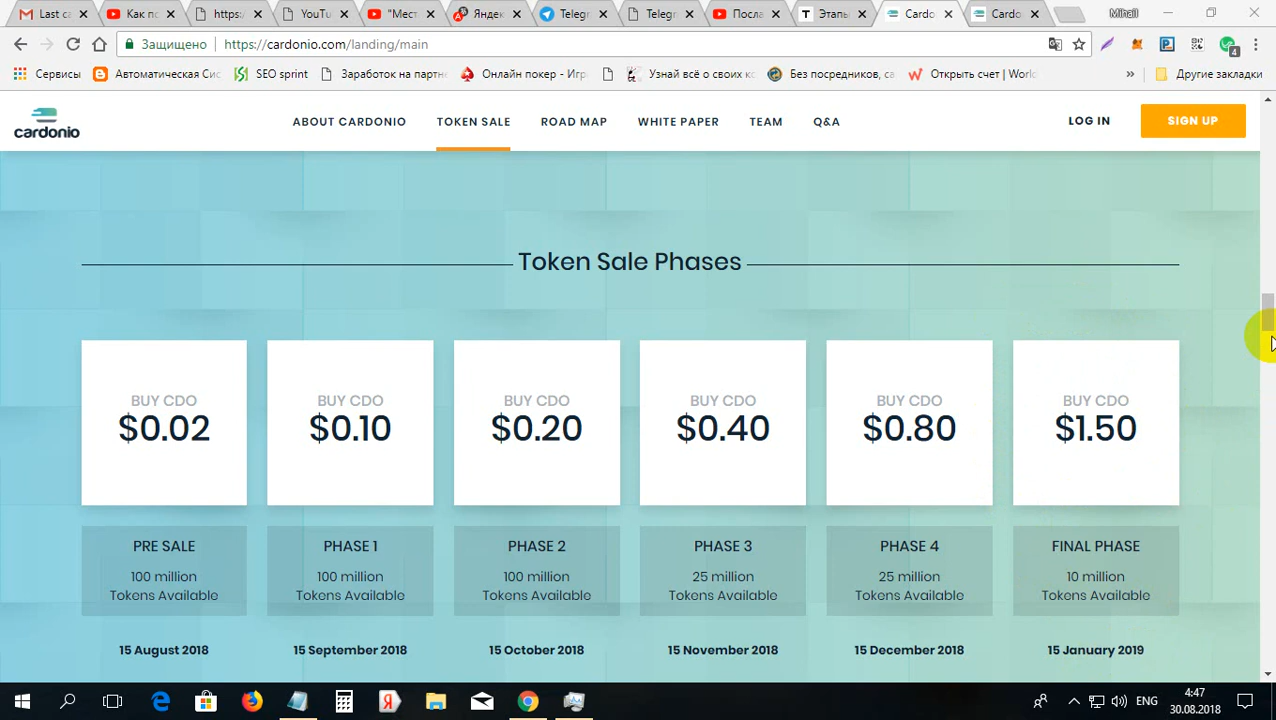 Last ca
Как по
https:/
YouTu
"Мест
Яндек
Telegr
Telegr
Посла
Этапы
Cardo
Cardo
Mihail
Защищено
https://cardonio.com/landing/main
4
Сервисы
Автоматическая Сис
SEO sprint
Заработок на партне
Онлайн покер - Игр
Узнай всё о своих ко
Без посредников, са
Открыть счет | World
»
Другие закладки
cardonio
ABOUT CARDONIO
TOKEN SALE
ROAD MAP
WHITE PAPER
TEAM
Q&A
LOG IN
SIGN UP
Token Sale Phases
BUY CDO
$0.02
BUY CDO
$0.10
BUY CDO
$0.20
BUY CDO
$0.40
BUY CDO
$0.80
BUY CDO
$1.50
PRE SALE
100 million
Tokens Available
15 August 2018
PHASE 1
100 million
Tokens Available
15 September 2018
PHASE 2
100 million
Tokens Available
15 October 2018
PHASE 3
25 million
Tokens Available
15 November 2018
PHASE 4
25 million
Tokens Available
15 December 2018
FINAL PHASE
10 million
Tokens Available
15 January 2019
ENG
4:47
30.08.2018